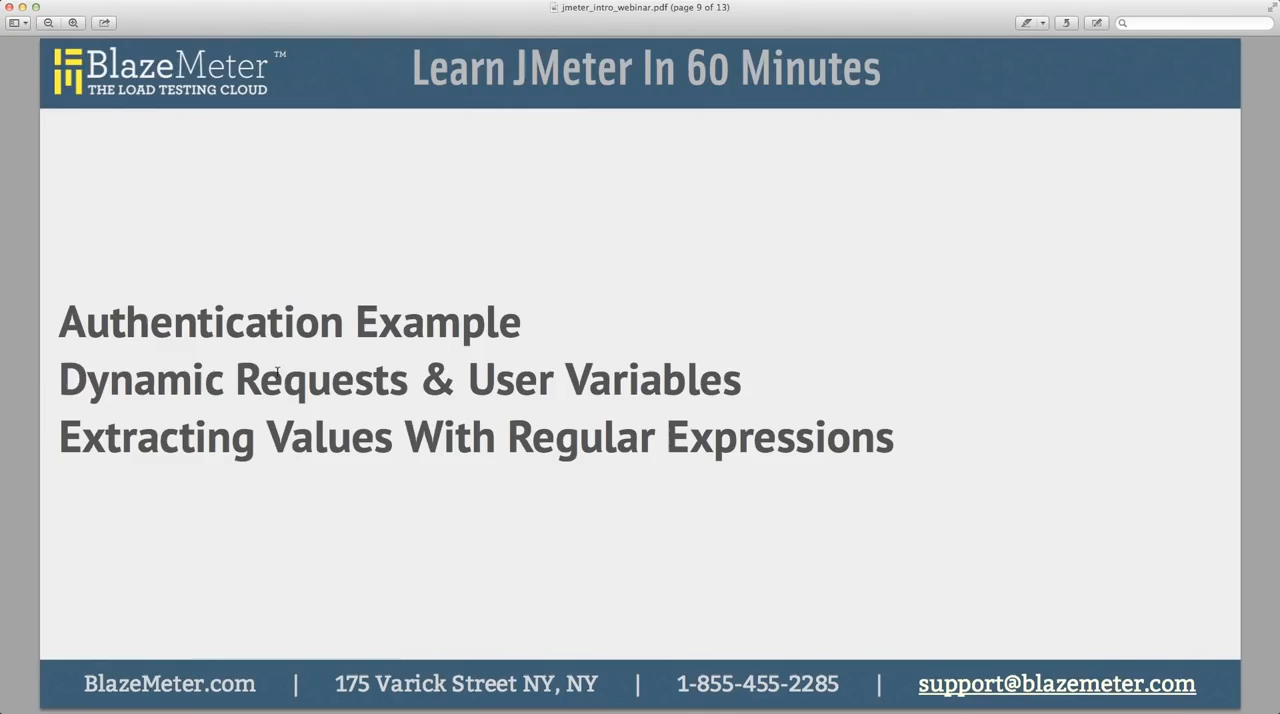 jmeter_intro_webinar.pdf (page 9 of 13)
BlazeMeter™
THE LOAD TESTING CLOUD
Learn JMeter In 60 Minutes
Authentication Example
Dynamic Requests & User Variables
Extracting Values With Regular Expressions
BlazeMeter.com | 175 Varick Street NY, NY | 1-855-455-2285 | support@blazemeter.com